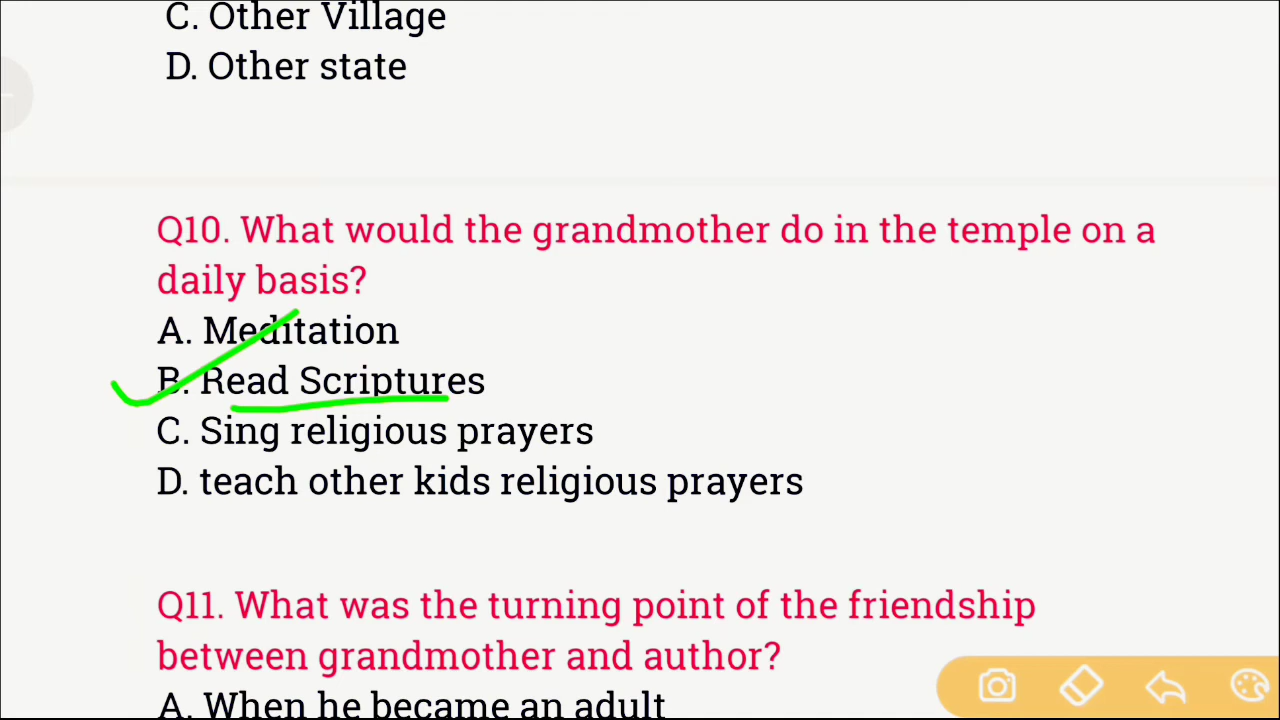 C. Other Village
D. Other state
Q10. What would the grandmother do in the temple on a
daily basis?
A. Meditation
B. Read Scriptures
C. Sing religious prayers
D. teach other kids religious prayers
Q11. What was the turning point of the friendship
between grandmother and author?
A. When he became an adult